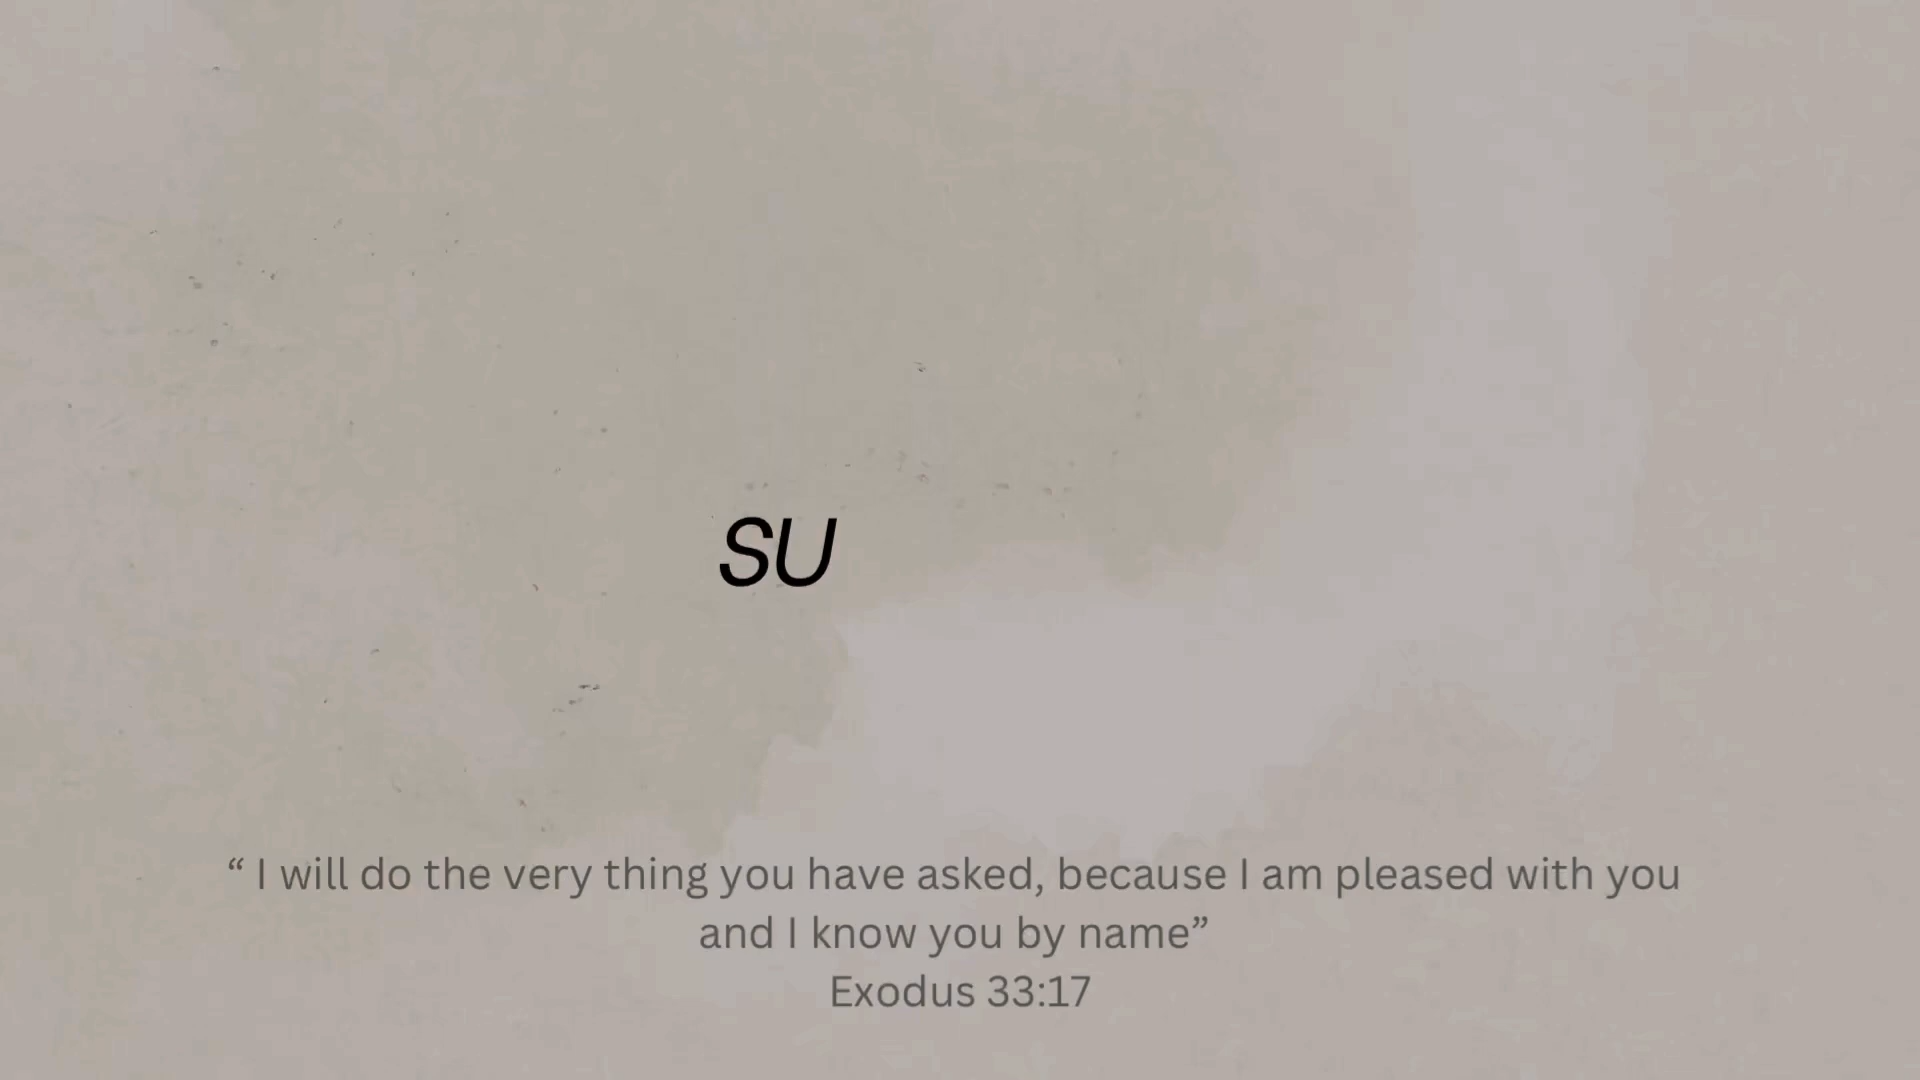 SU
“ I will do the very thing you have asked, because I am pleased with you
and I know you by name”
Exodus 33:17